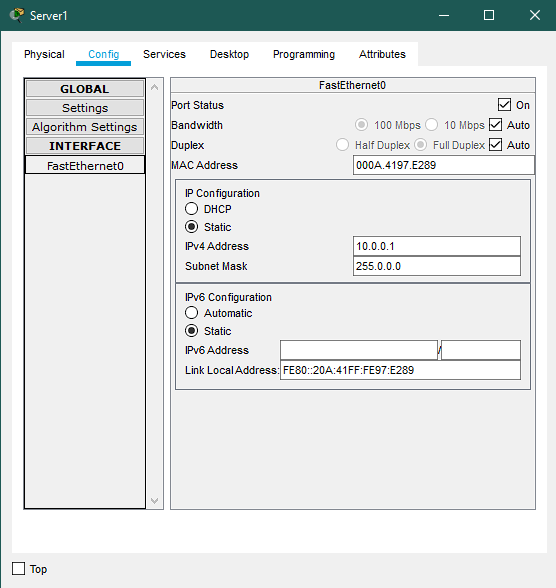 Server1
Physical Config Services Desktop Programming Attributes
GLOBAL
Settings
Algorithm Settings
INTERFACE
FastEthernet0
FastEthernet0
Port Status On
Bandwidth 100 Mbps 10 Mbps Auto
Duplex Half Duplex Full Duplex Auto
MAC Address 000A.4197.E289
IP Configuration
DHCP
Static
IPv4 Address 10.0.0.1
Subnet Mask 255.0.0.0
IPv6 Configuration
Automatic
Static
IPv6 Address /
Link Local Address: FE80::20A:41FF:FE97:E289
Top